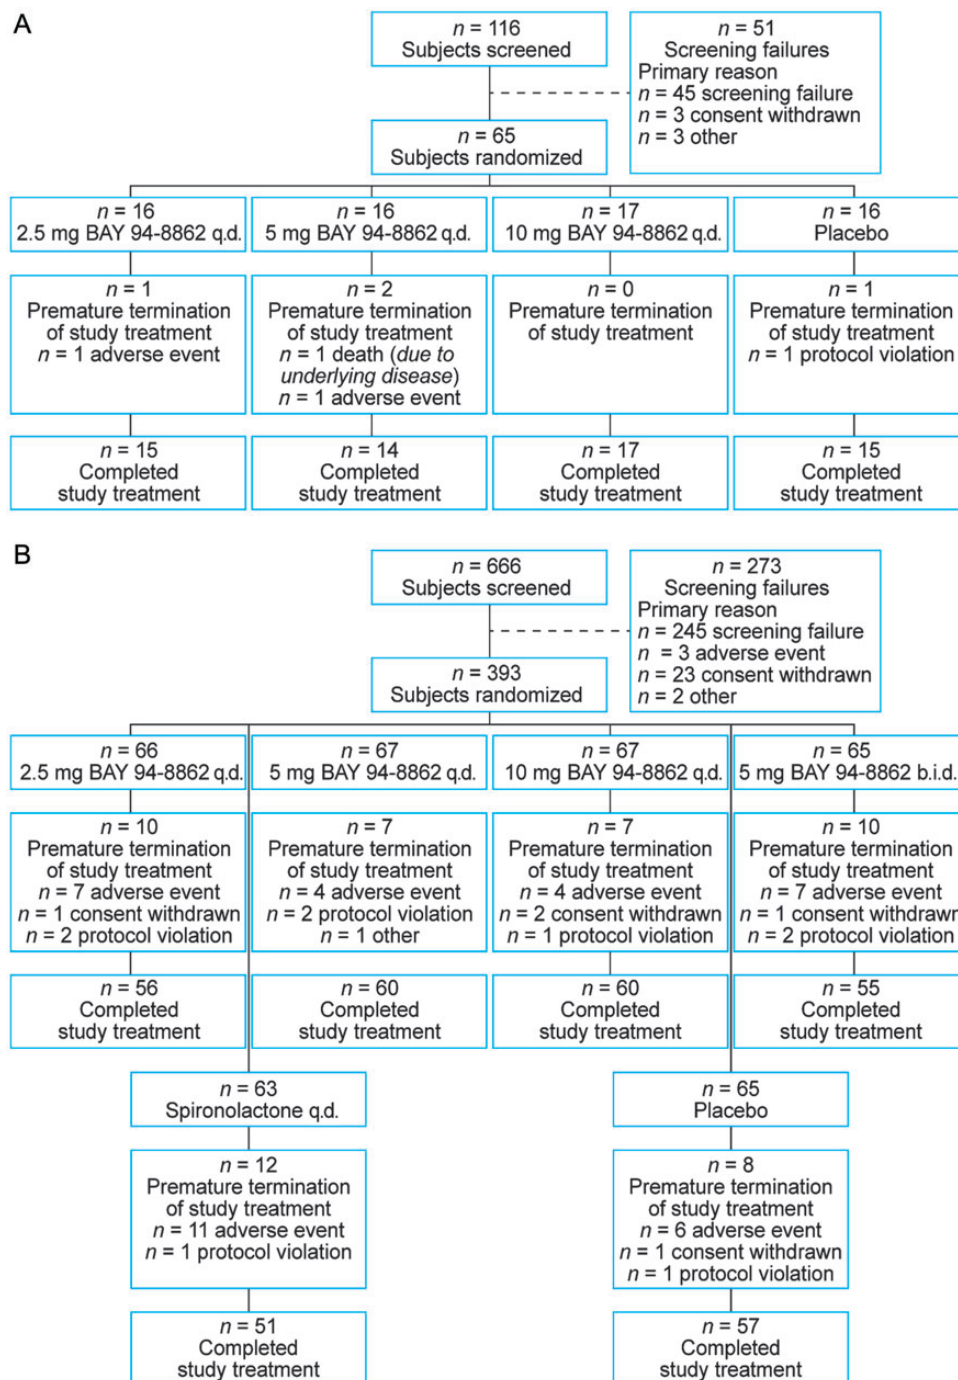 A
n = 116
Subjects screened
n = 51
Screening failures
Primary reason
n = 45 screening failure
n = 3 consent withdrawn
n = 3 other
n = 65
Subjects randomized
n = 16
2.5 mg BAY 94-8862 q.d.
n = 16
5 mg BAY 94-8862 q.d.
n = 17
10 mg BAY 94-8862 q.d.
n = 16
Placebo
n = 1
Premature termination
of study treatment
n = 1 adverse event
n = 2
Premature termination
of study treatment
n = 1 death (due to
underlying disease)
n = 1 adverse event
n = 0
Premature termination
of study treatment
n = 1
Premature termination
of study treatment
n = 1 protocol violation
n = 15
Completed
study treatment
n = 14
Completed
study treatment
n = 17
Completed
study treatment
n = 15
Completed
study treatment
B
n = 666
Subjects screened
n = 273
Screening failures
Primary reason
n = 245 screening failure
n = 3 adverse event
n = 23 consent withdrawn
n = 2 other
n = 393
Subjects randomized
n = 66
2.5 mg BAY 94-8862 q.d.
n = 67
5 mg BAY 94-8862 q.d.
n = 67
10 mg BAY 94-8862 q.d.
n = 65
5 mg BAY 94-8862 b.i.d.
n = 10
Premature termination
of study treatment
n = 7 adverse event
n = 1 consent withdrawn
n = 2 protocol violation
n = 7
Premature termination
of study treatment
n = 4 adverse event
n = 2 protocol violation
n = 1 other
n = 7
Premature termination
of study treatment
n = 4 adverse event
n = 2 consent withdrawn
n = 1 protocol violation
n = 10
Premature termination
of study treatment
n = 7 adverse event
n = 1 consent withdrawn
n = 2 protocol violation
n = 56
Completed
study treatment
n = 60
Completed
study treatment
n = 60
Completed
study treatment
n = 55
Completed
study treatment
n = 63
Spironolactone q.d.
n = 65
Placebo
n = 12
Premature termination
of study treatment
n = 11 adverse event
n = 1 protocol violation
n = 8
Premature termination
of study treatment
n = 6 adverse event
n = 1 consent withdrawn
n = 1 protocol violation
n = 51
Completed
study treatment
n = 57
Completed
study treatment